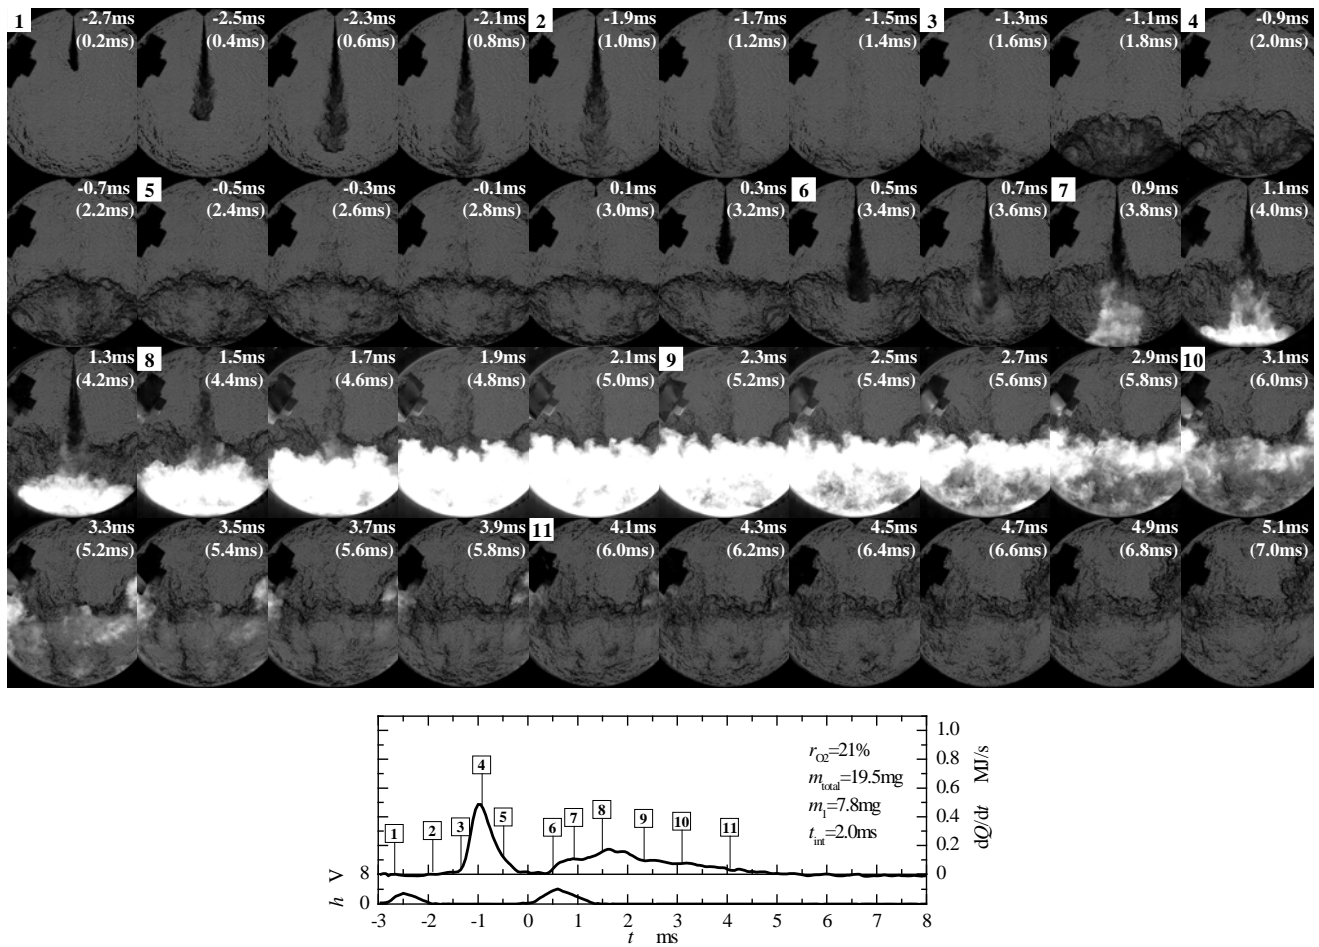 1 -2.7ms -2.5ms -2.3ms -2.1ms 2 -1.9ms -1.7ms -1.5ms 3 -1.3ms -1.1ms 4 -0.9ms
(0.2ms) (0.4ms) (0.6ms) (0.8ms) (1.0ms) (1.2ms) (1.4ms) (1.6ms) (1.8ms) (2.0ms)
-0.7ms 5 -0.5ms -0.3ms -0.1ms 0.1ms 0.3ms 6 0.5ms 0.7ms 7 0.9ms 1.1ms
(2.2ms) (2.4ms) (2.6ms) (2.8ms) (3.0ms) (3.2ms) (3.4ms) (3.6ms) (3.8ms) (4.0ms)
1.3ms 8 1.5ms 1.7ms 1.9ms 2.1ms 9 2.3ms 2.5ms 2.7ms 2.9ms 10 3.1ms
(4.2ms) (4.4ms) (4.6ms) (4.8ms) (5.0ms) (5.2ms) (5.4ms) (5.6ms) (5.8ms) (6.0ms)
3.3ms 3.5ms 3.7ms 3.9ms 11 4.1ms 4.3ms 4.5ms 4.7ms 4.9ms 5.1ms
(5.2ms) (5.4ms) (5.6ms) (5.8ms) (6.0ms) (6.2ms) (6.4ms) (6.6ms) (6.8ms) (7.0ms)
1 2 3 4 5 6 7 8 9 10 11
r_O2=21%
m_total=19.5mg
m_1=7.8mg
t_int=2.0ms
1.0
0.8
0.6
0.4
0.2
0
dQ/dt MJ/s
8
0
h V
-3 -2 -1 0 1 2 3 4 5 6 7 8
t ms